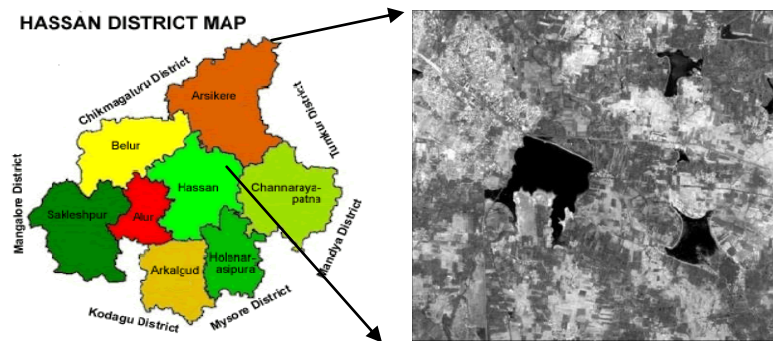 HASSAN DISTRICT MAP
Chikmagaluru District
Arsikere
Tumkur District
Belur
Mangalore District
Hassan
Channaraya-
patna
Sakleshpur
Alur
Mandya District
Holenar-
asipura
Arkalgud
Kodagu District
Mysore District